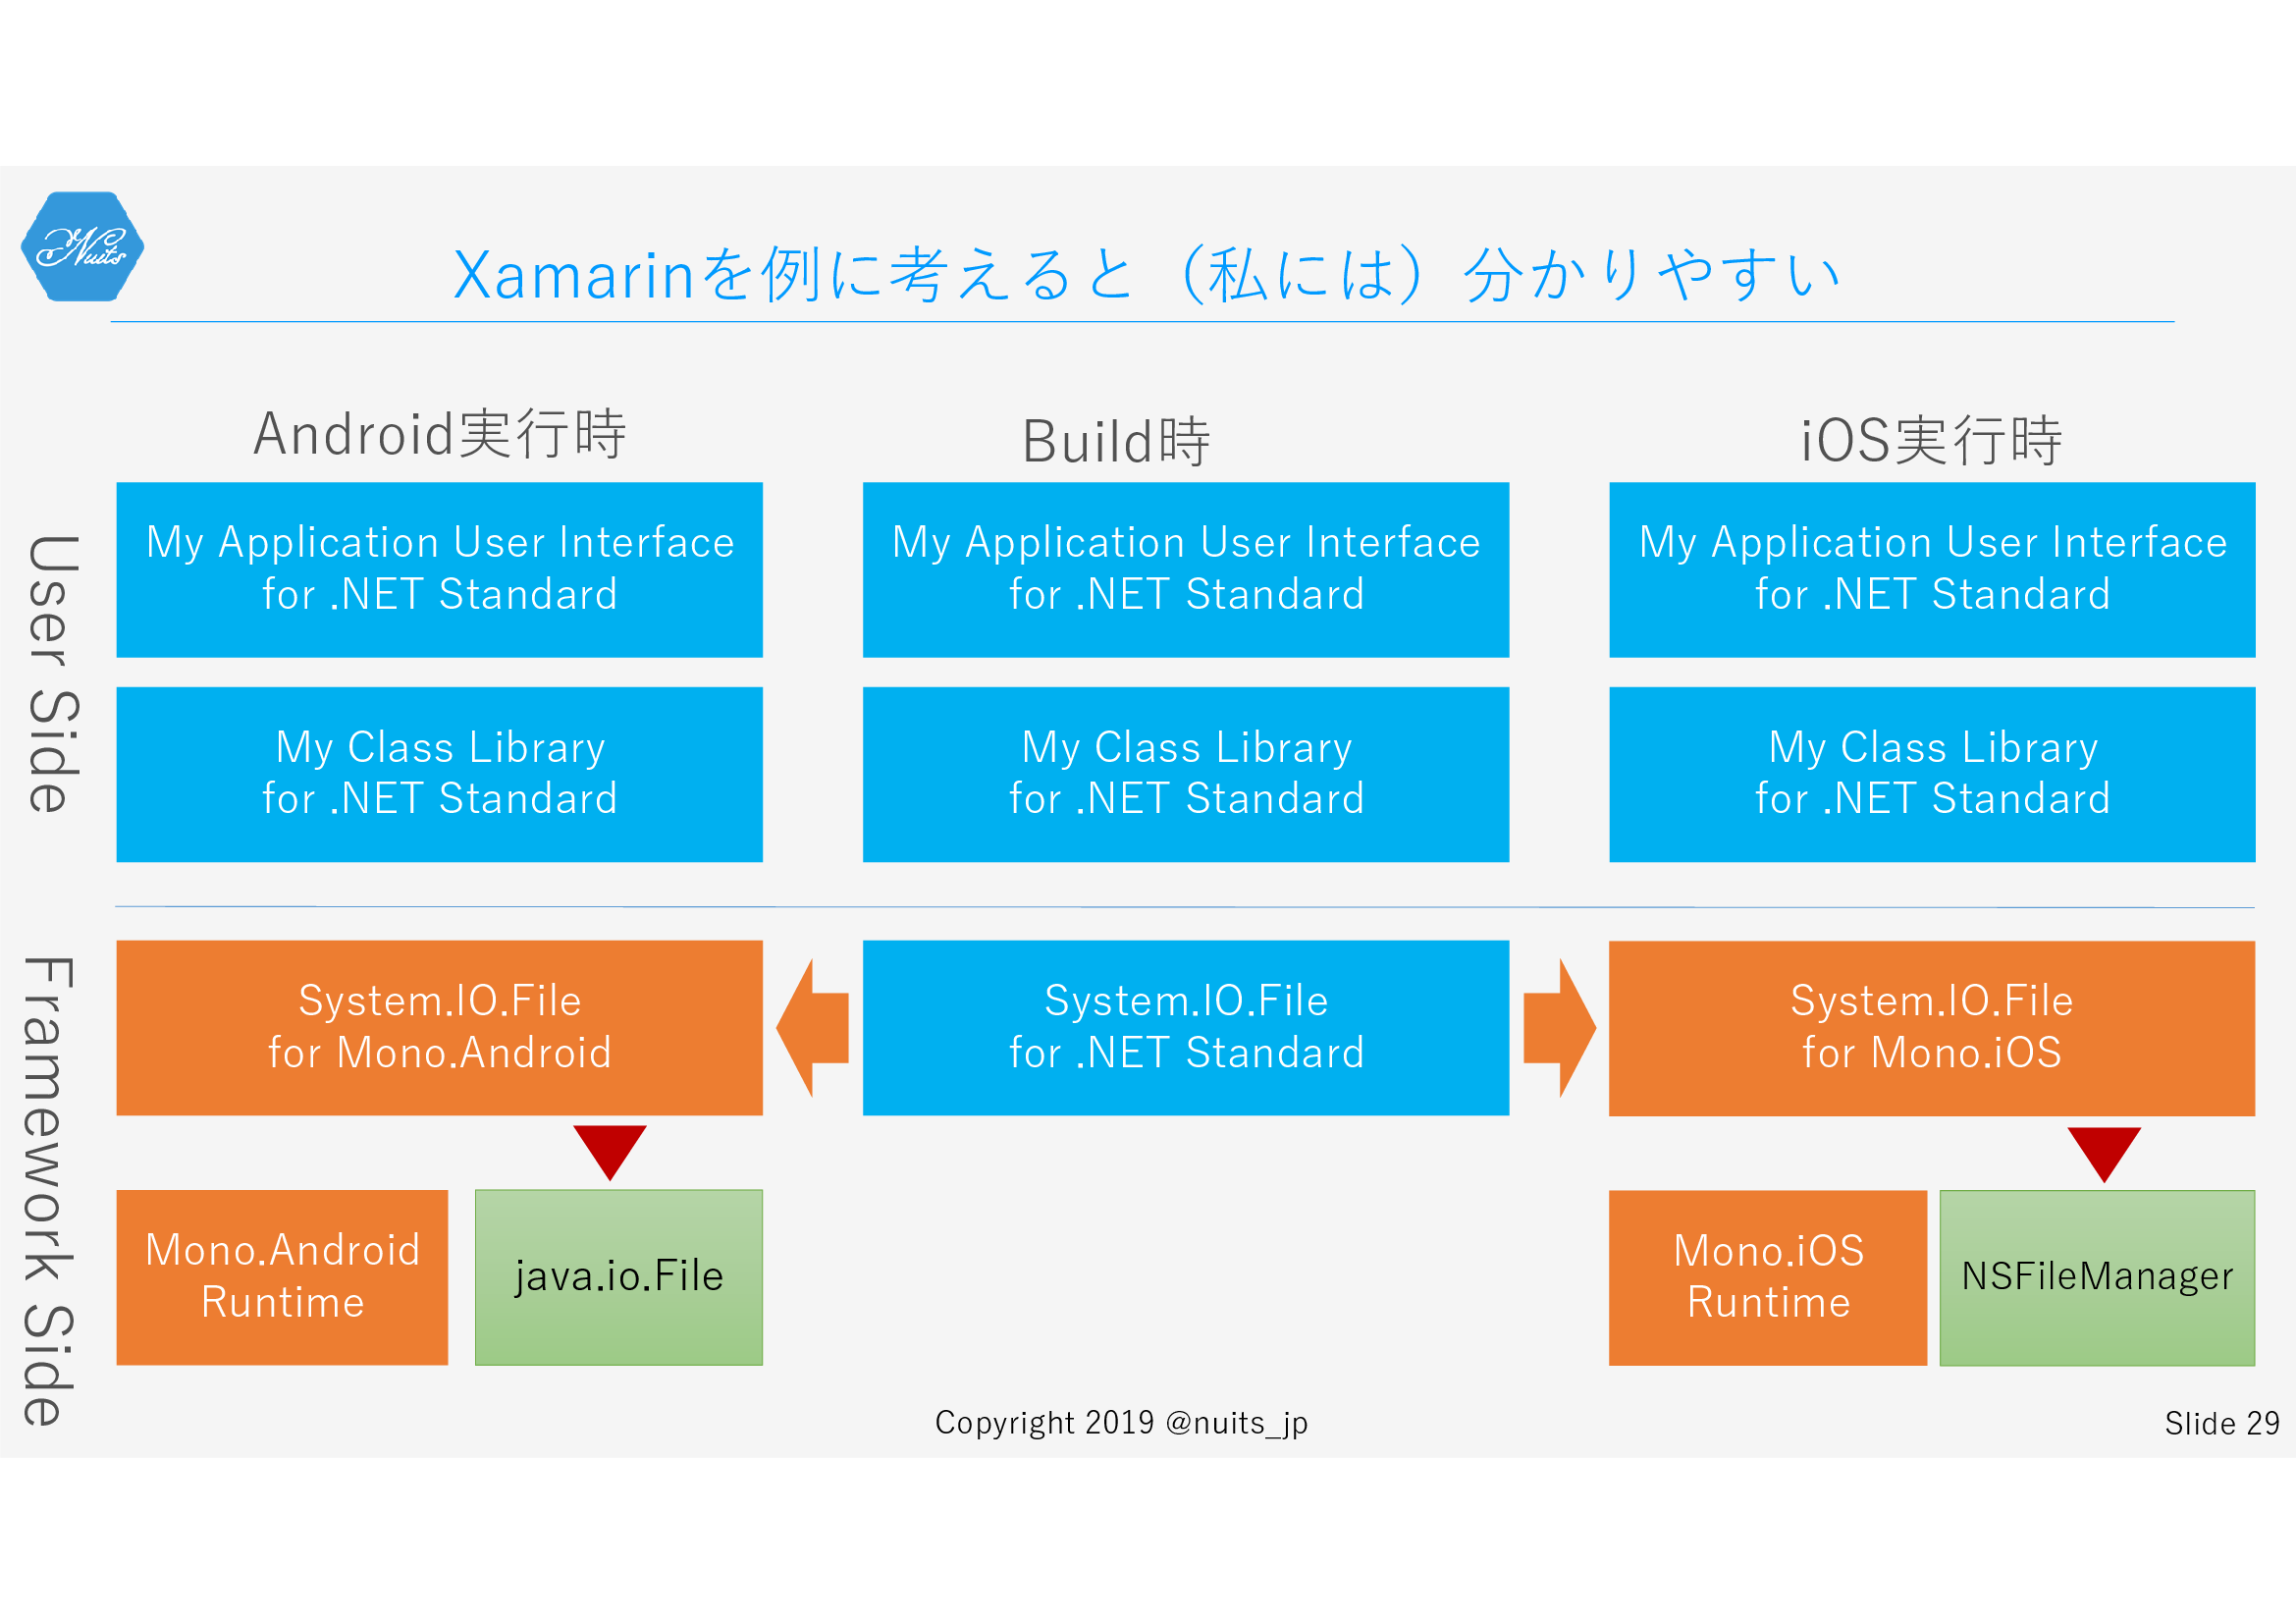 Nuits
Xamarinを例に考えると（私には）分かりやすい
Android実行時
Build時
iOS実行時
User Side
My Application User Interface
for .NET Standard
My Application User Interface
for .NET Standard
My Application User Interface
for .NET Standard
My Class Library
for .NET Standard
My Class Library
for .NET Standard
My Class Library
for .NET Standard
Framework Side
System.IO.File
for Mono.Android
System.IO.File
for .NET Standard
System.IO.File
for Mono.iOS
Mono.Android
Runtime
java.io.File
Mono.iOS
Runtime
NSFileManager
Copyright 2019 @nuits_jp
Slide 29